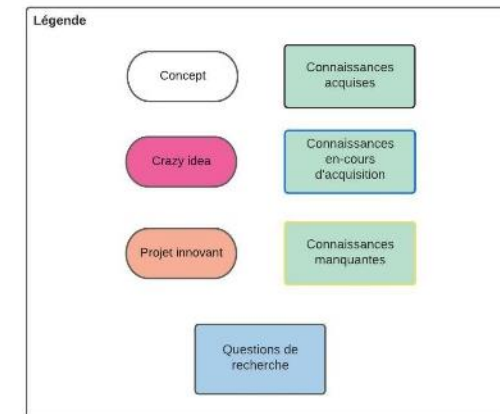 Légende
Concept
Connaissances
acquises
Crazy idea
Connaissances
en-cours
d'acquisition
Projet innovant
Connaissances
manquantes
Questions de
recherche